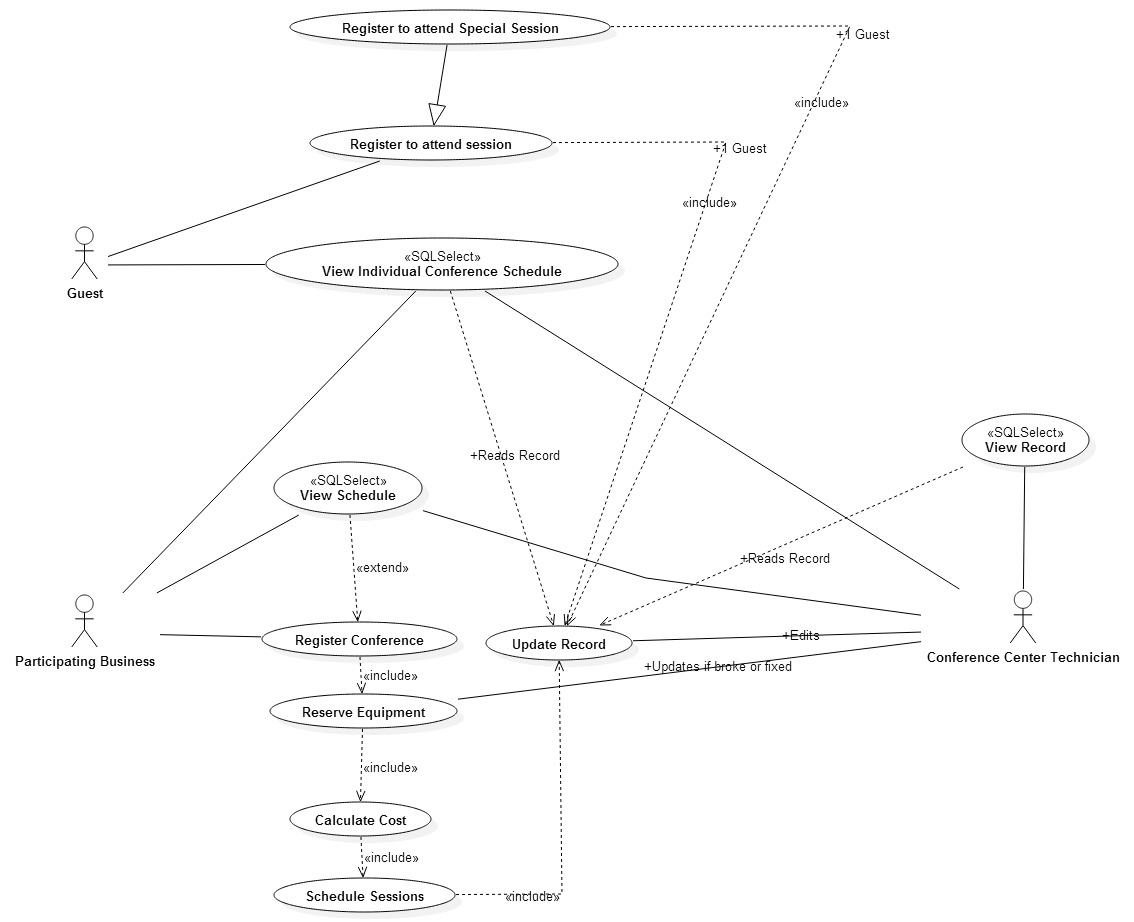 Register to attend Special Session
+1 Guest
«include»
Register to attend session
+1 Guest
«include»
«SQLSelect»
View Individual Conference Schedule
Guest
«SQLSelect»
View Record
+Reads Record
«SQLSelect»
View Schedule
+Reads Record
«extend»
Register Conference
Update Record
+Edits
Participating Business
Conference Center Technician
+Updates if broke or fixed
«include»
Reserve Equipment
«include»
Calculate Cost
«include»
Schedule Sessions
«include»